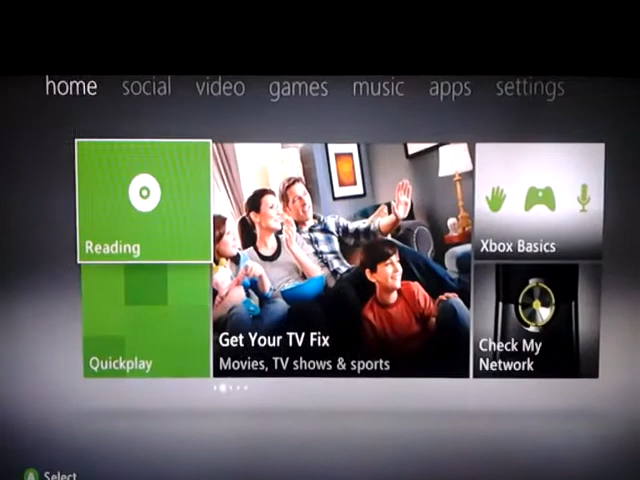 home social video games music apps settings
Reading
Quickplay
Get Your TV Fix
Movies, TV shows & sports
Xbox Basics
Check My
Network
A Select